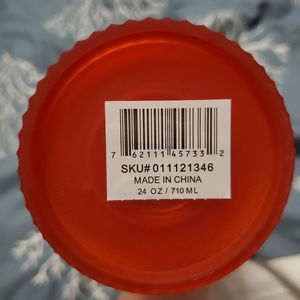 7 62111 45733 2
SKU# 011121346
MADE IN CHINA
24 OZ / 710 ML